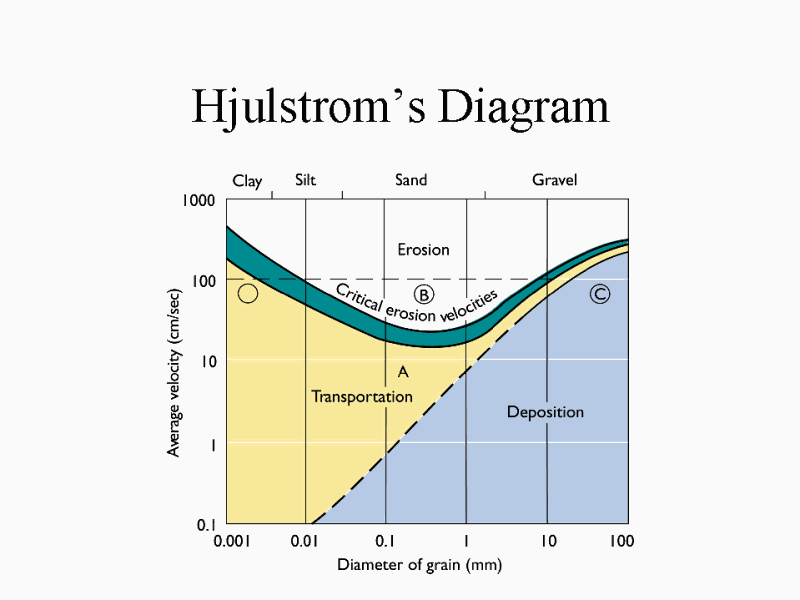 Hjulstrom's Diagram
Clay Silt Sand Gravel
1000
Erosion
100
Critical erosion velocities
B
C
10
A
Transportation
Deposition
1
0.1
0.001 0.01 0.1 1 10 100
Diameter of grain (mm)
Average velocity (cm/sec)